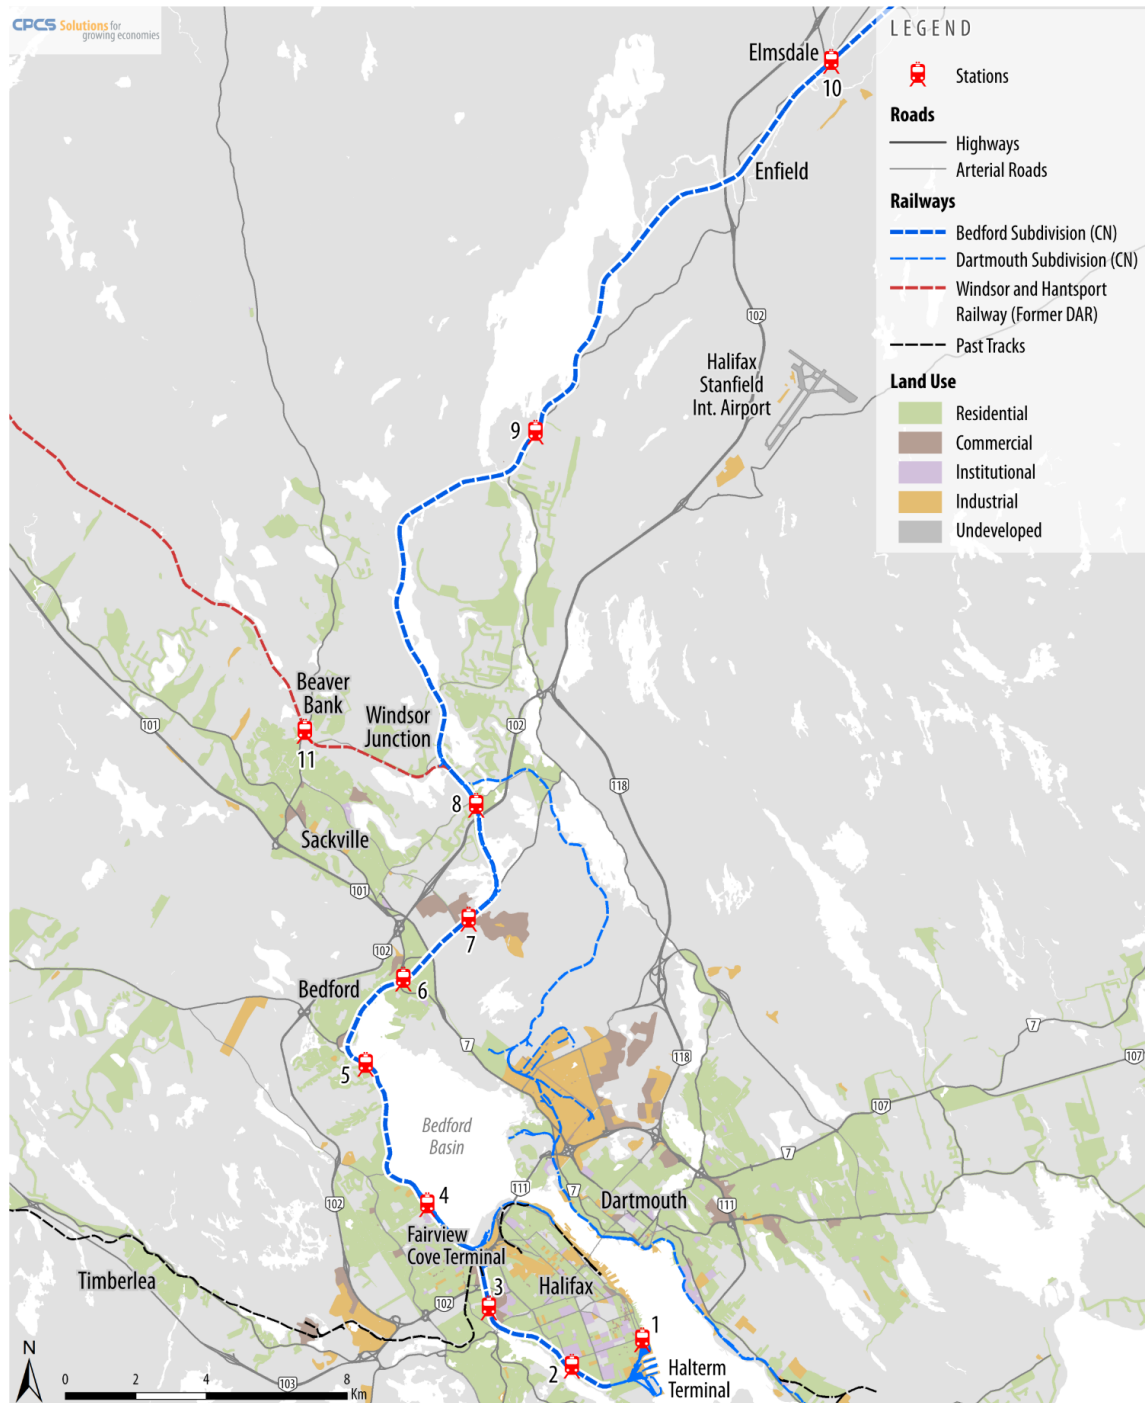 CPCS Solutions for
growing economies
LEGEND
Stations
Roads
Highways
Arterial Roads
Railways
Bedford Subdivision (CN)
Dartmouth Subdivision (CN)
Windsor and Hantsport
Railway (Former DAR)
Past Tracks
Land Use
Residential
Commercial
Institutional
Industrial
Undeveloped
Elmsdale
10
Enfield
102
Halifax
Stanfield
Int. Airport
9
Beaver
Bank
Windsor
Junction
101
102
11
118
8
Sackville
101
102
7
6
Bedford
7
7
118
107
5
107
Bedford
Basin
7
102
4
111
7
Dartmouth
111
Fairview
Cove Terminal
Timberlea
Halifax
3
102
1
2
Halterm
Terminal
N
0 2 4 8
Km
103